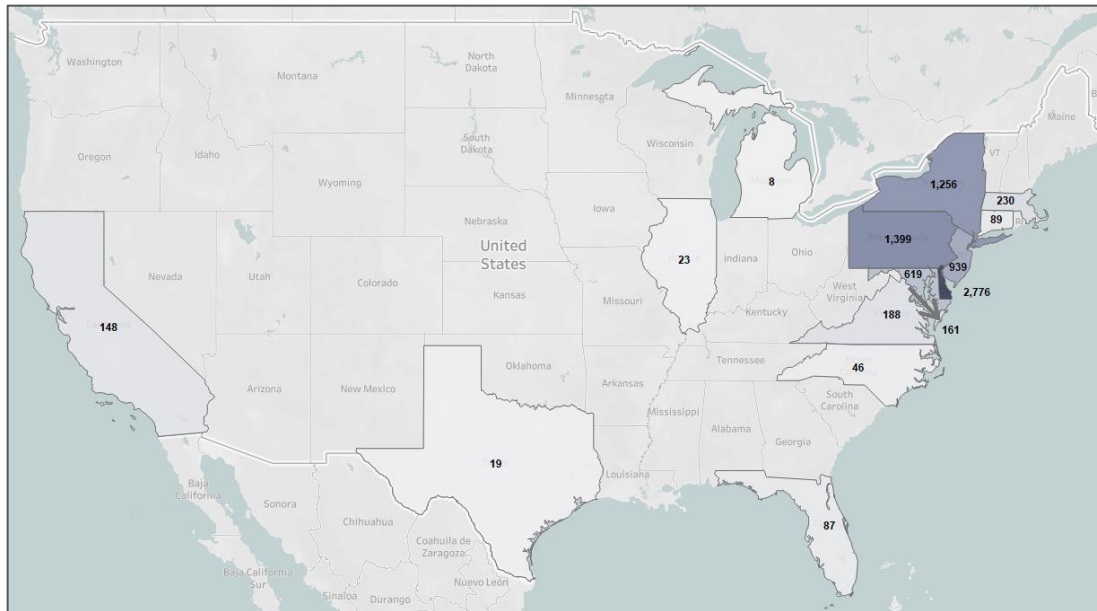 Washington
Montana
North
Dakota
Minnesota
Maine
Oregon
Idaho
South
Dakota
Wisconsin
VT
1,256
Wyoming
8
230
Iowa
89
Nebraska
1,399
United
States
Nevada
Utah
Colorado
23
Indiana
Ohio
939
619
2,776
Kansas
Missouri
West
Virginia
188
148
Kentucky
161
Arizona
New Mexico
Oklahoma
Tennessee
46
Arkansas
South
Carolina
Mississippi
Alabama
Georgia
19
Louisiana
Baja
California
Sonora
Chihuahua
87
Coahuila de
Zaragoza
Baja California
Sur
Sinaloa
Durango
Nuevo León